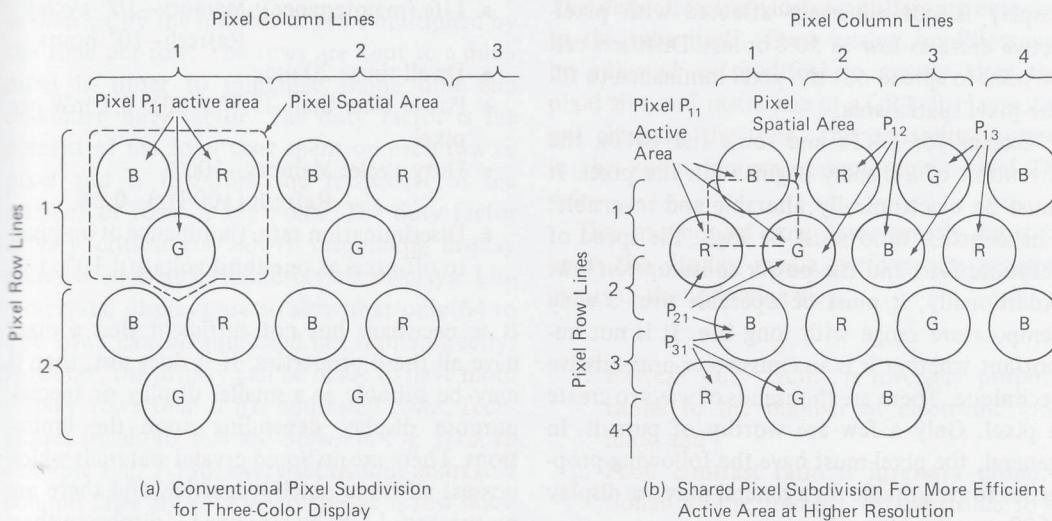 Pixel Column Lines
1 2 3
Pixel P11 active area
Pixel Spatial Area
Pixel Row Lines
1
2
B R B R
G G
B R B R
G G
(a) Conventional Pixel Subdivision
for Three-Color Display
Pixel Column Lines
1 2 3 4
Pixel P11
Active
Area
Pixel
Spatial Area
P12
P13
Pixel Row Lines
1
2
3
4
P21
P31
B R G B
R G B
B R G B
R G B
(b) Shared Pixel Subdivision for More Efficient
Active Area at Higher Resolution